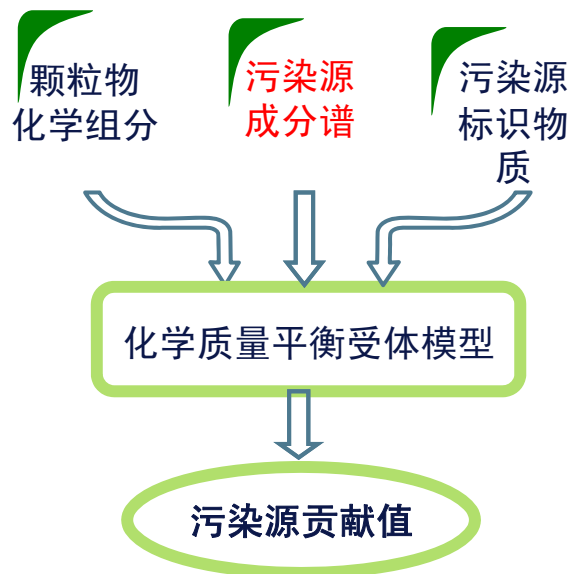 颗粒物
化学组分
污染源
成分谱
污染源
标识物
质
化学质量平衡受体模型
污染源贡献值